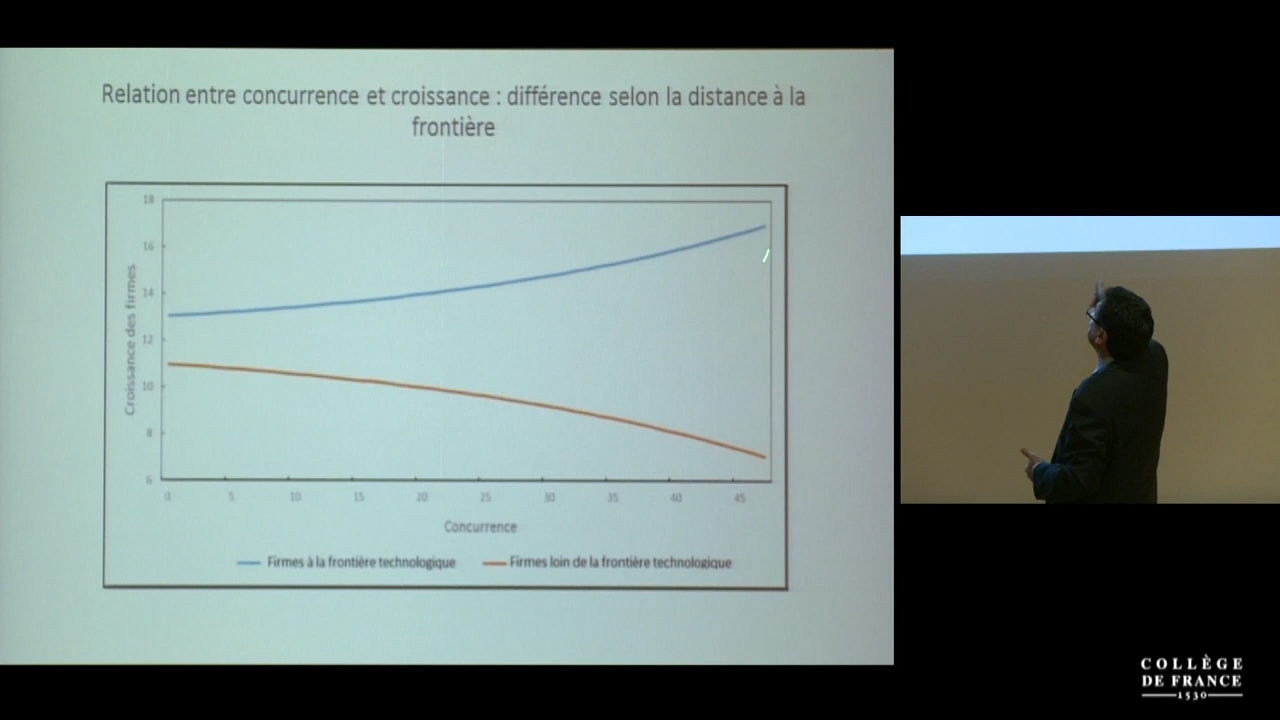 Relation entre concurrence et croissance : différence selon la distance à la
frontière
18
16
14
12
10
8
6
Croissance des firmes
0 5 10 15 20 25 30 35 40 45
Concurrence
Firmes à la frontière technologique Firmes loin de la frontière technologique
COLLÈGE
DE FRANCE
1530